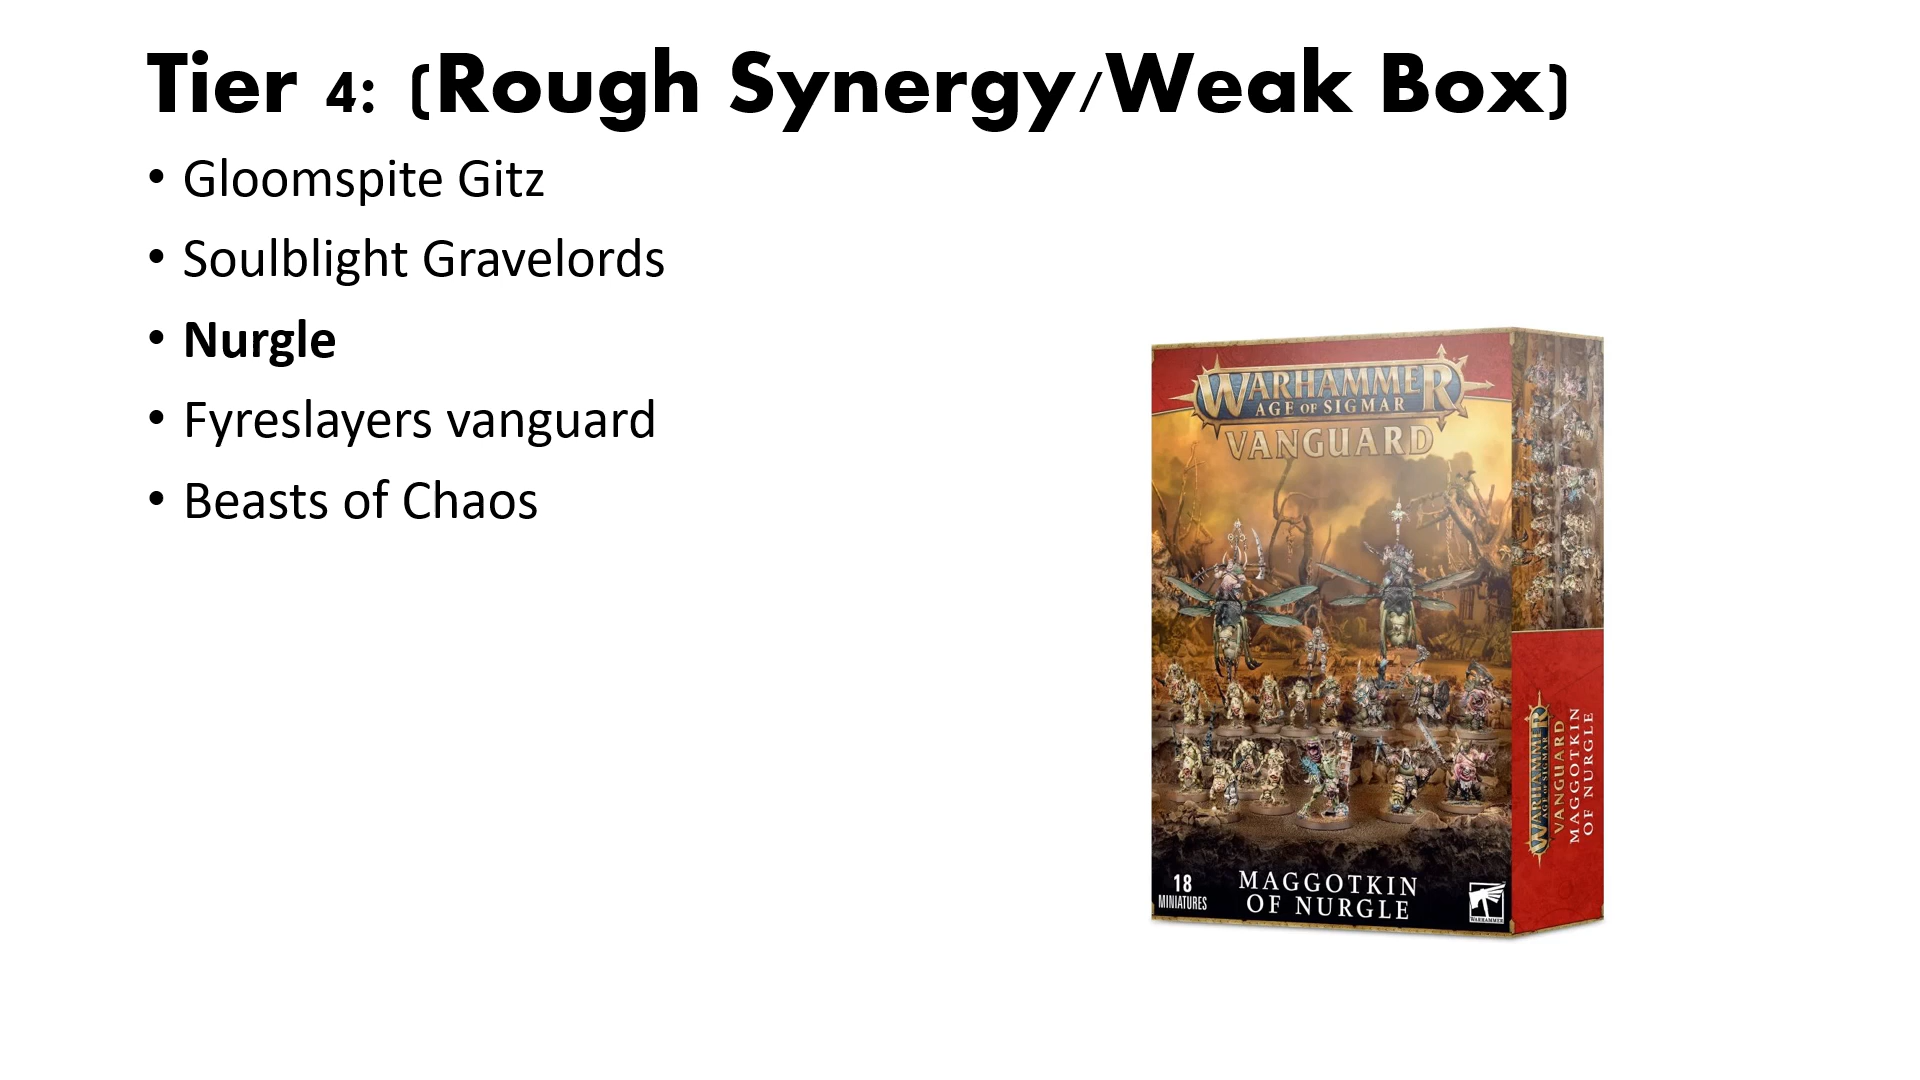 Tier 4: (Rough Synergy/Weak Box)
• Gloomspite Gitz
• Soulblight Gravelords
• Nurgle
• Fyreslayers vanguard
• Beasts of Chaos
WARHAMMER
AGE OF SIGMAR
VANGUARD
18
MINIATURES
MAGGOTKIN
OF NURGLE
WARHAMMER
WARHAMMER
AGE OF SIGMAR
VANGUARD
MAGGOTKIN
OF NURGLE